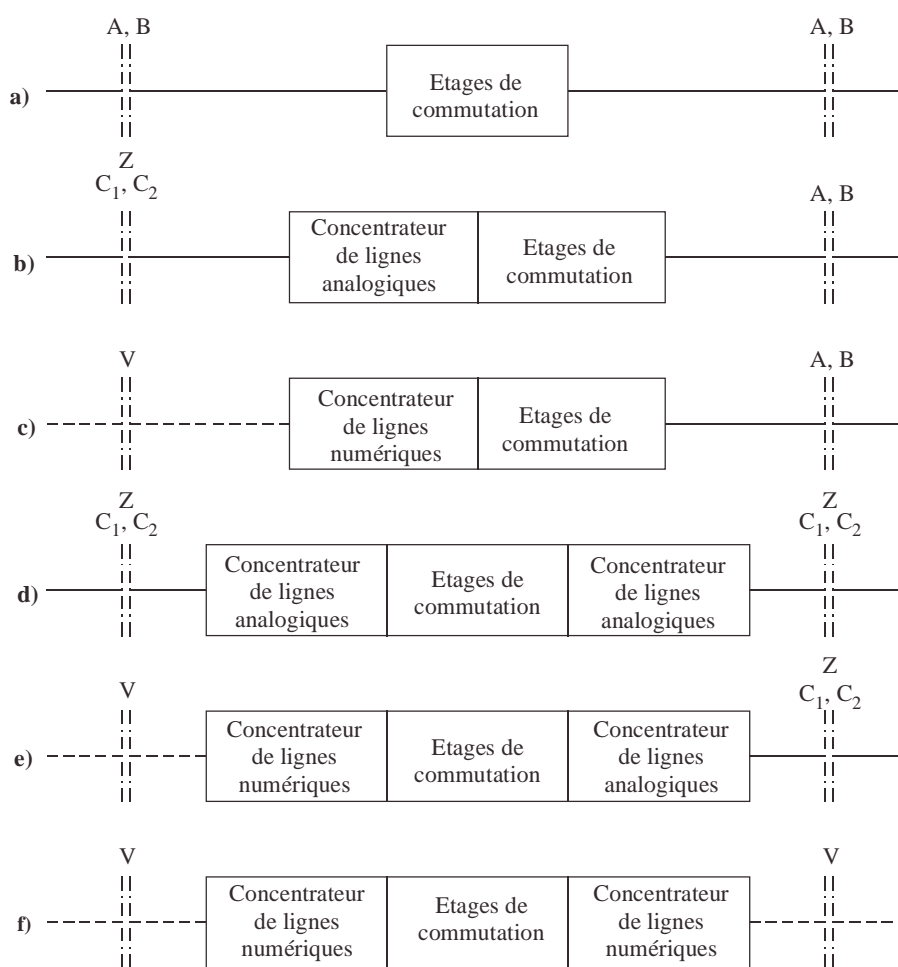 A, B
A, B
a)
Etages de
commutation
Z
C1, C2
A, B
b)
Concentrateur
de lignes
analogiques
Etages de
commutation
V
A, B
c)
Concentrateur
de lignes
numériques
Etages de
commutation
Z
C1, C2
Z
C1, C2
d)
Concentrateur
de lignes
analogiques
Etages de
commutation
Concentrateur
de lignes
analogiques
V
Z
C1, C2
e)
Concentrateur
de lignes
numériques
Etages de
commutation
Concentrateur
de lignes
analogiques
V
V
f)
Concentrateur
de lignes
numériques
Etages de
commutation
Concentrateur
de lignes
numériques